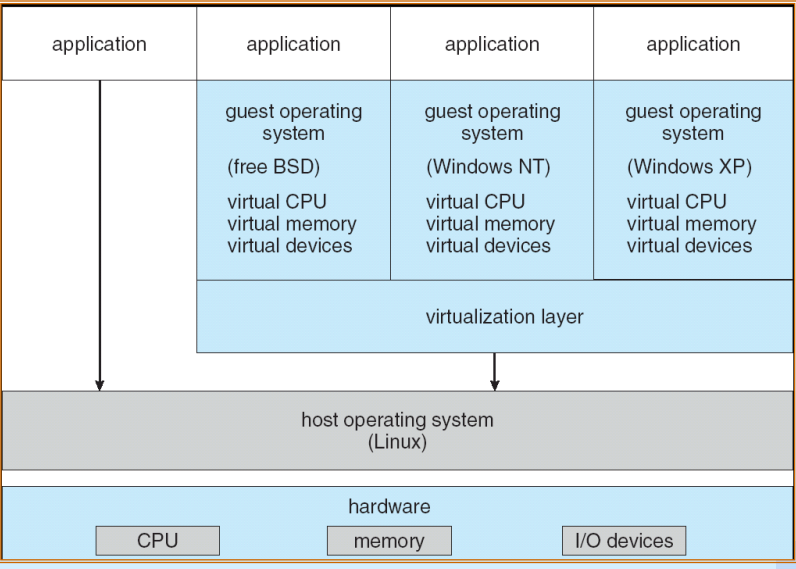 application
application
application
application
guest operating
system
(free BSD)
virtual CPU
virtual memory
virtual devices
guest operating
system
(Windows NT)
virtual CPU
virtual memory
virtual devices
guest operating
system
(Windows XP)
virtual CPU
virtual memory
virtual devices
virtualization layer
host operating system
(Linux)
hardware
CPU
memory
I/O devices